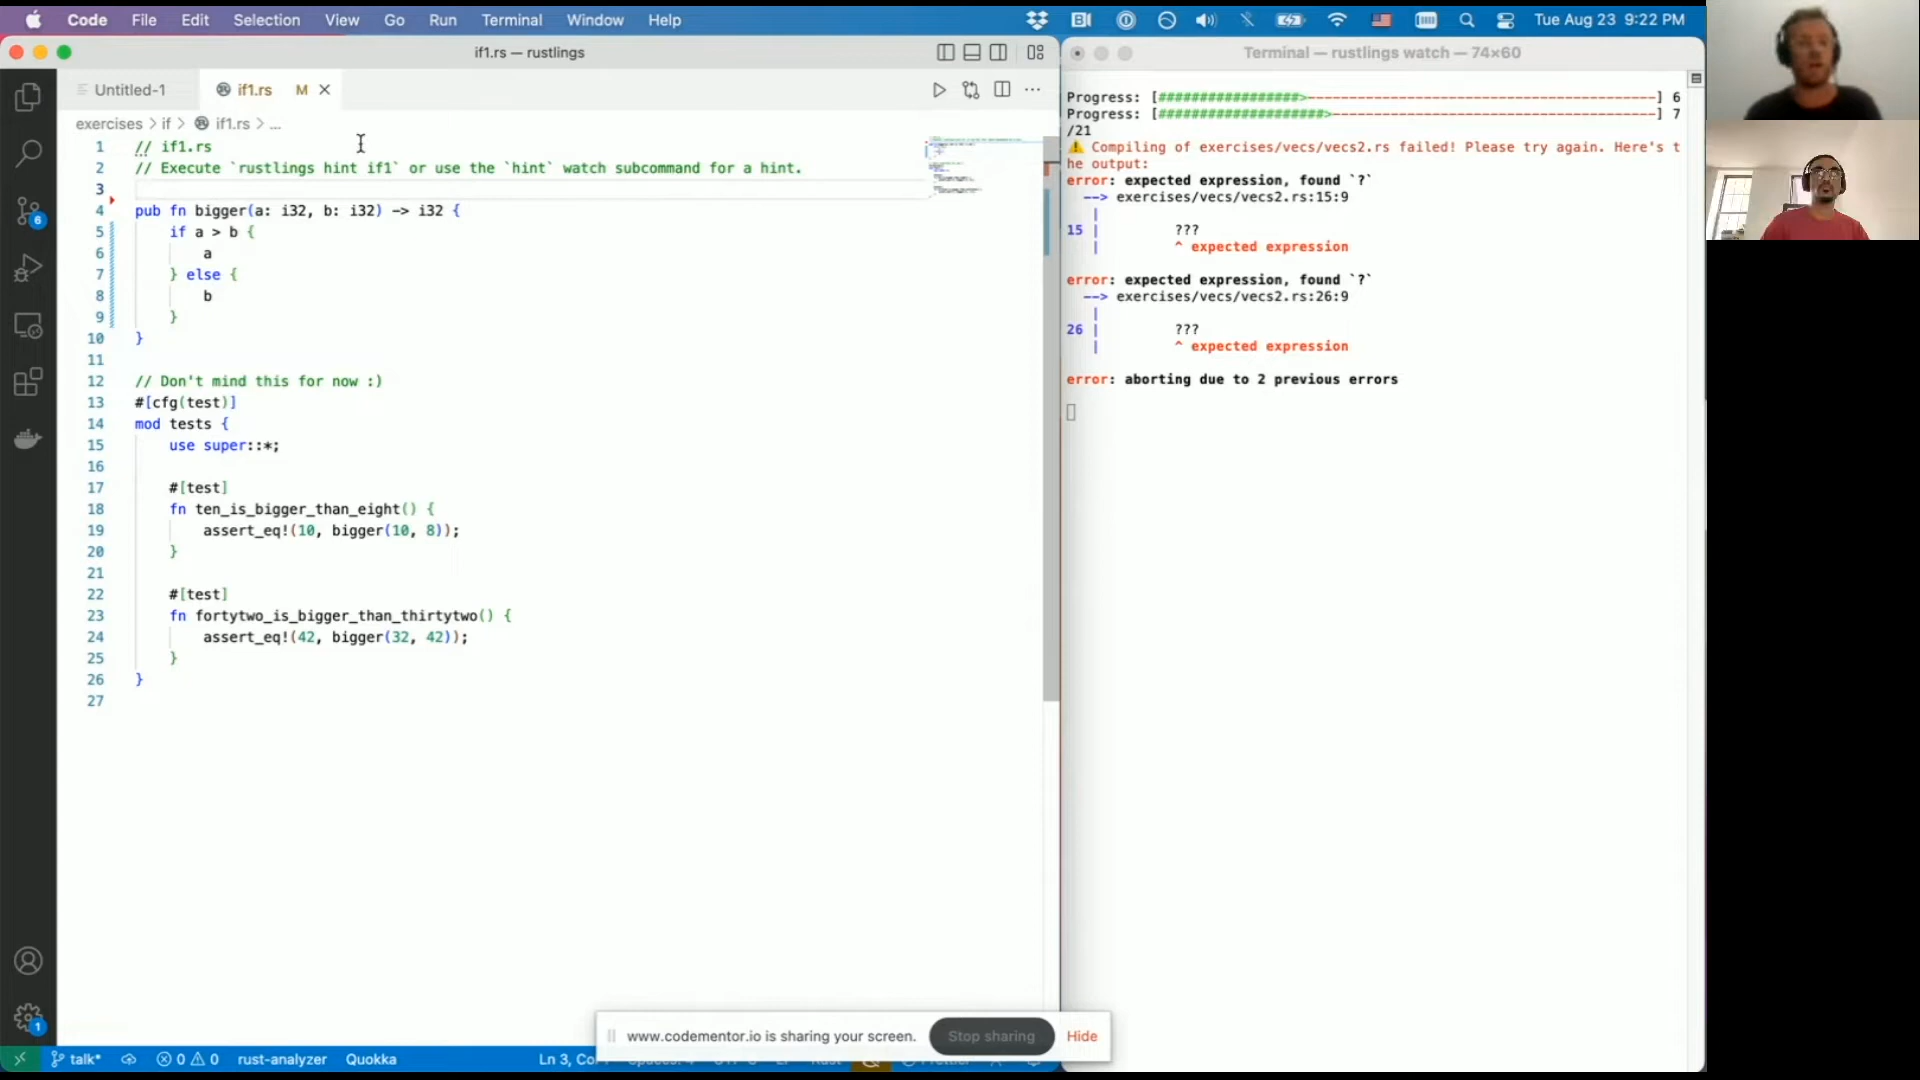 Code File Edit Selection View Go Run Terminal Window Help
Tue Aug 23 9:22 PM
if1.rs — rustlings
Untitled-1
if1.rs M
exercises > if > if1.rs > ...
1 // if1.rs
2 // Execute `rustlings hint if1` or use the `hint` watch subcommand for a hint.
3
4 pub fn bigger(a: i32, b: i32) -> i32 {
5 if a > b {
6 a
7 } else {
8 b
9 }
10 }
11
12 // Don't mind this for now :)
13 #[cfg(test)]
14 mod tests {
15 use super::*;
16
17 #[test]
18 fn ten_is_bigger_than_eight() {
19 assert_eq!(10, bigger(10, 8));
20 }
21
22 #[test]
23 fn fortytwo_is_bigger_than_thirtytwo() {
24 assert_eq!(42, bigger(32, 42));
25 }
26 }
27
6
1
talk* 0 0 rust-analyzer Quokka
Ln 3, Co
www.codementor.io is sharing your screen. Stop sharing Hide
Terminal — rustlings watch — 74×60
Progress: [#################>-------------------------------------------] 6
Progress: [####################>----------------------------------------] 7
/21
Compiling of exercises/vecs/vecs2.rs failed! Please try again. Here's t
he output:
error: expected expression, found `?`
--> exercises/vecs/vecs2.rs:15:9
|
15 | ???
| ^ expected expression
error: expected expression, found `?`
--> exercises/vecs/vecs2.rs:26:9
|
26 | ???
| ^ expected expression
error: aborting due to 2 previous errors